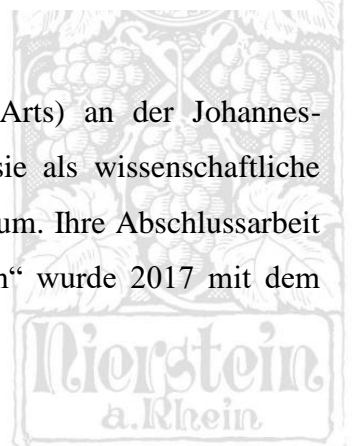 Arts) an der Johannes-
sie als wissenschaftliche
um. Ihre Abschlussarbeit
n“ wurde 2017 mit dem
Nierstein
a. Rhein